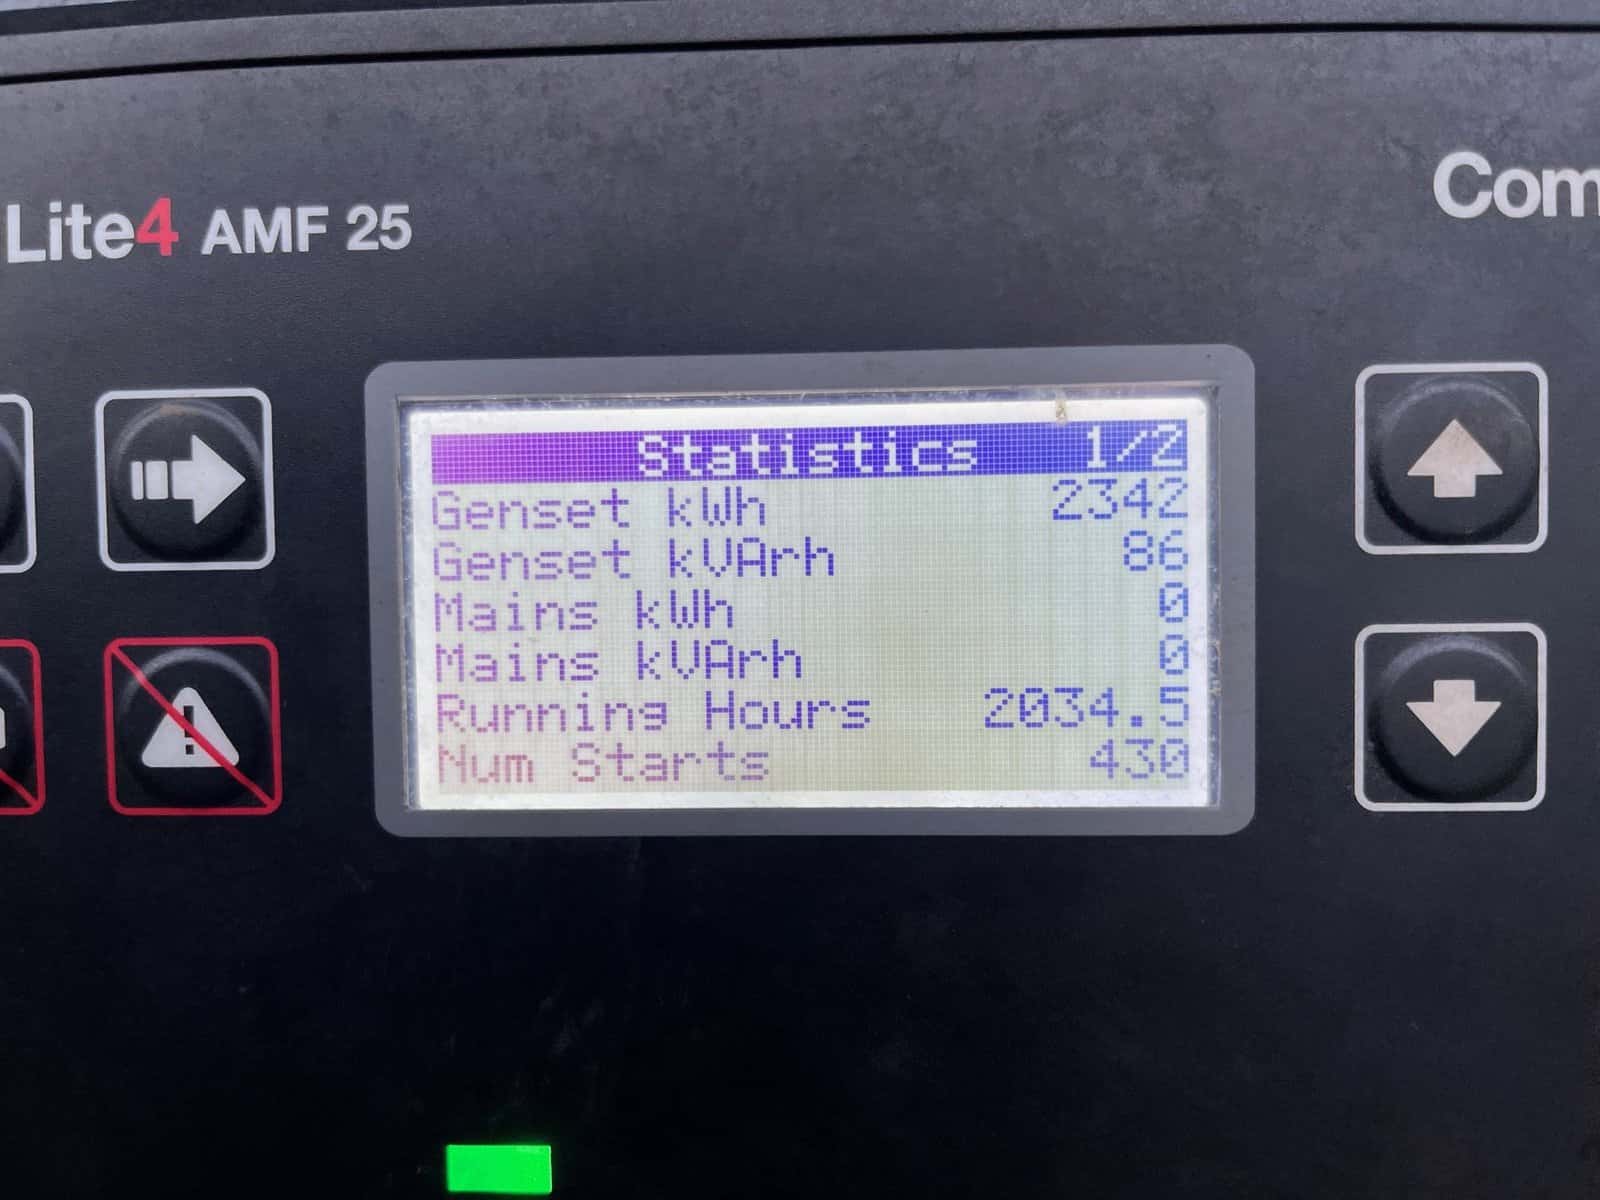 Lite4 AMF 25
Com
Statistics 1/2
Genset kWh 2342
Genset kVArh 86
Mains kWh 0
Mains kVArh 0
Running Hours 2034.5
Num Starts 430